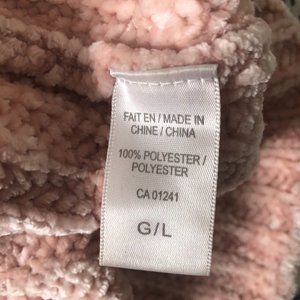 FAIT EN / MADE IN
CHINE / CHINA
100% POLYESTER /
POLYESTER
CA 01241
G/L